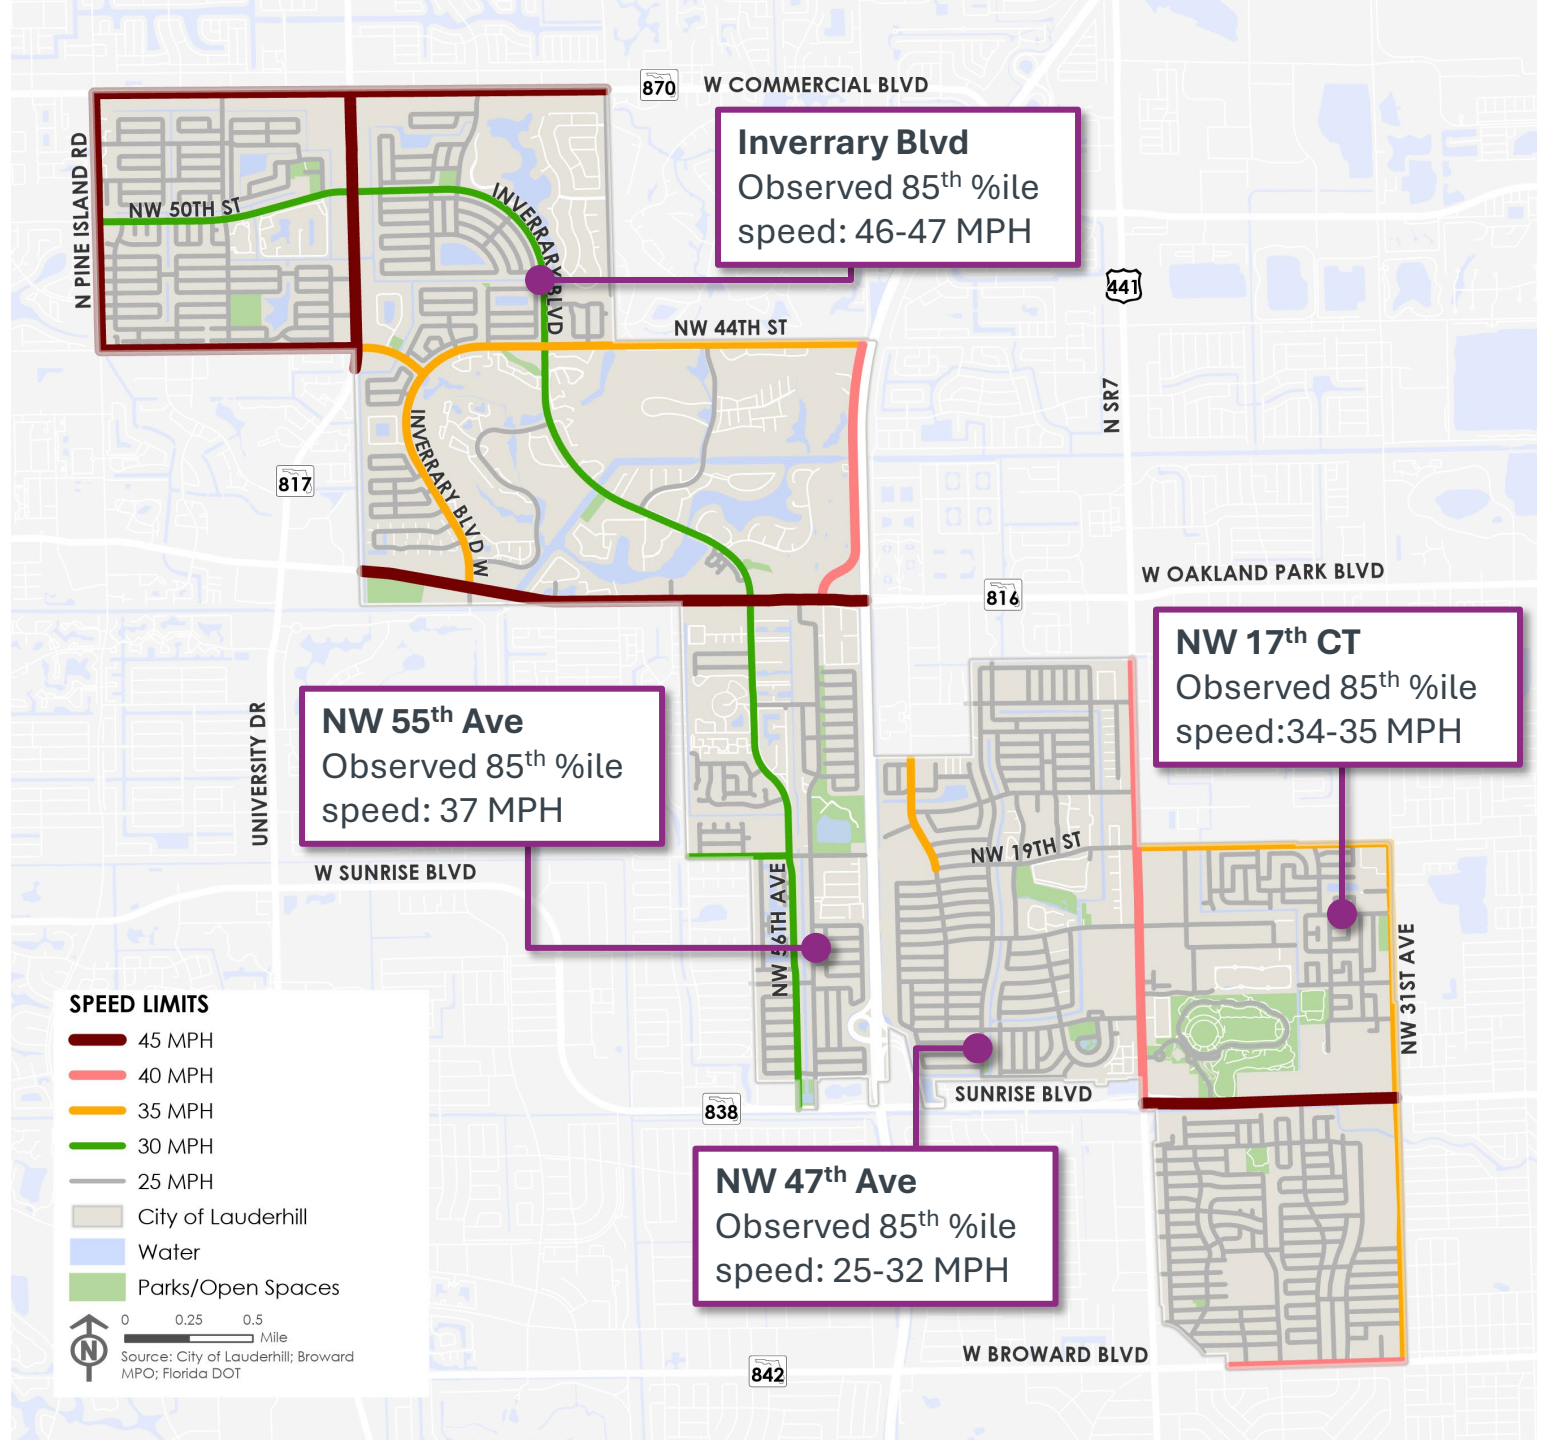 870
W COMMERCIAL BLVD
Inverrary Blvd
Observed 85th %ile
speed: 46-47 MPH
N PINE ISLAND RD
NW 50TH ST
INVERRARY BLVD
441
NW 44TH ST
N SR7
INVERRARY BLVD W
817
W OAKLAND PARK BLVD
816
NW 17th CT
Observed 85th %ile
speed:34-35 MPH
NW 55th Ave
Observed 85th %ile
speed: 37 MPH
UNIVERSITY DR
W SUNRISE BLVD
NW 19TH ST
NW 56TH AVE
NW 31ST AVE
SPEED LIMITS
45 MPH
40 MPH
35 MPH
30 MPH
25 MPH
City of Lauderhill
Water
Parks/Open Spaces
0 0.25 0.5
Mile
N
Source: City of Lauderhill; Broward
MPO; Florida DOT
838
SUNRISE BLVD
NW 47th Ave
Observed 85th %ile
speed: 25-32 MPH
W BROWARD BLVD
842